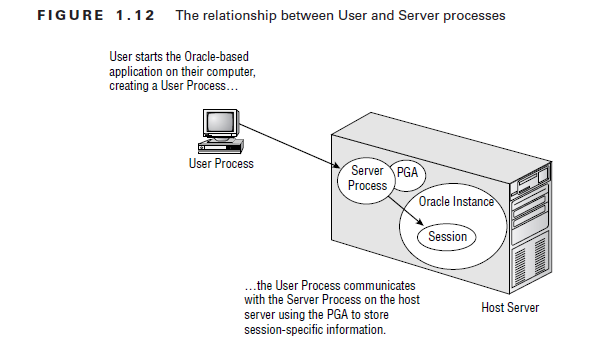 FIGURE 1.12 The relationship between User and Server processes
User starts the Oracle-based
application on their computer,
creating a User Process…
User Process
Server
Process
PGA
Oracle Instance
Session
…the User Process communicates
with the Server Process on the host
server using the PGA to store
session-specific information.
Host Server